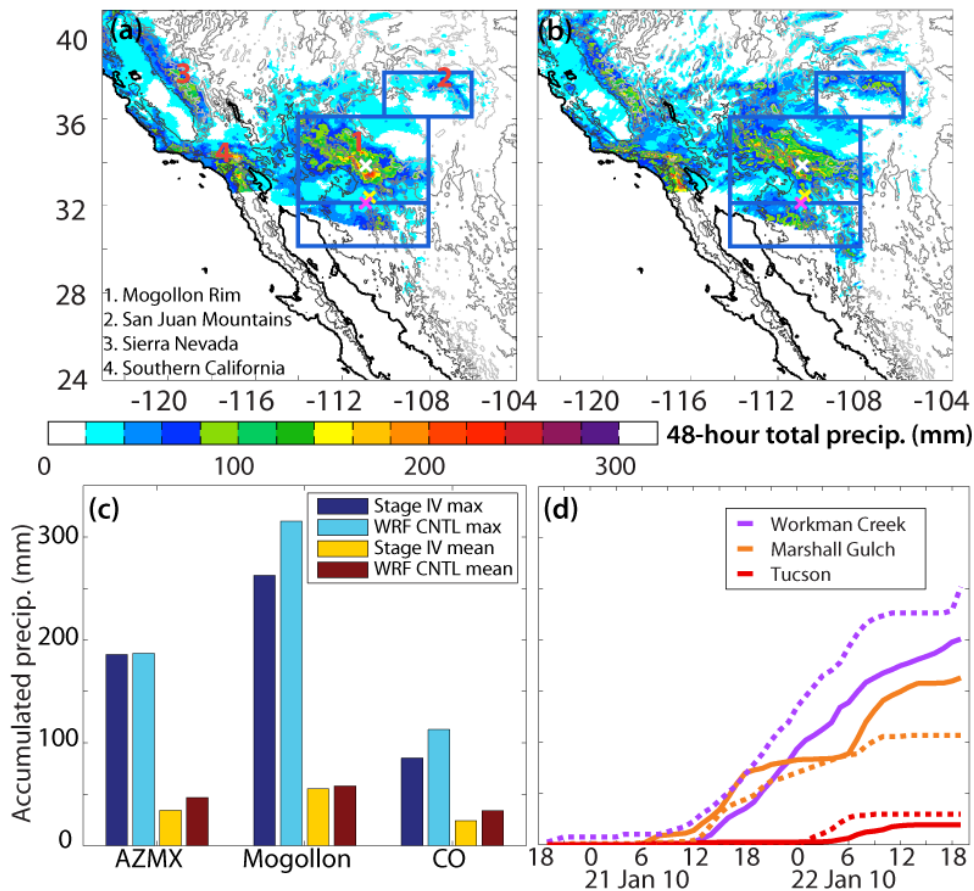 (a)
(b)
40
36
32
28
24
1
2
3
4
1. Mogollon Rim
2. San Juan Mountains
3. Sierra Nevada
4. Southern California
-120 -116 -112 -108 -104
-120 -116 -112 -108 -104
48-hour total precip. (mm)
0 100 200 300
(c)
Stage IV max
WRF CNTL max
Stage IV mean
WRF CNTL mean
Accumulated precip. (mm)
300
200
100
0
AZMX Mogollon CO
(d)
Workman Creek
Marshall Gulch
Tucson
18 0 6 12 18 0 6 12 18
21 Jan 10 22 Jan 10